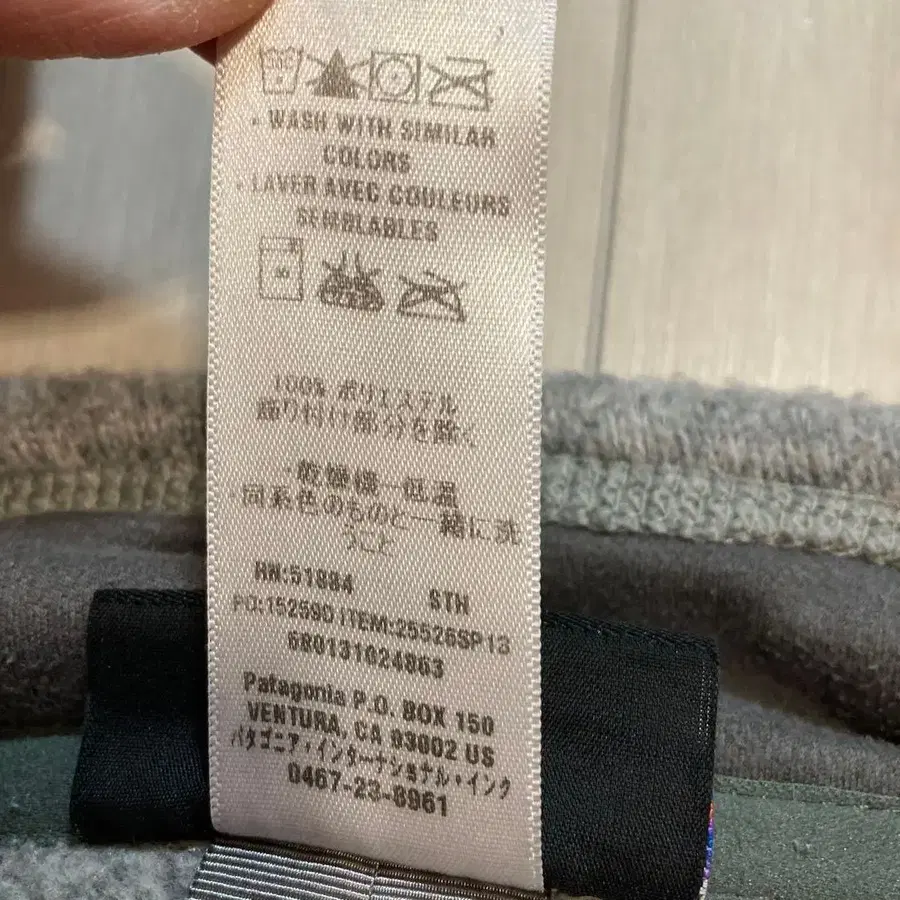 • WASH WITH SIMILAR
COLORS
• LAVER AVEC COULEURS
SEMBLABLES
100% ポリエステル
飾り付け部分を除く
・乾燥機ー低温
・同系色のものと一緒に洗
うこと
RN:51884 STH
PO:152590 ITEM:25526SP13
680131024863
Patagonia P.O. BOX 150
VENTURA, CA 93002 US
パタゴニア・インターナショナル・インク
0467-23-8961